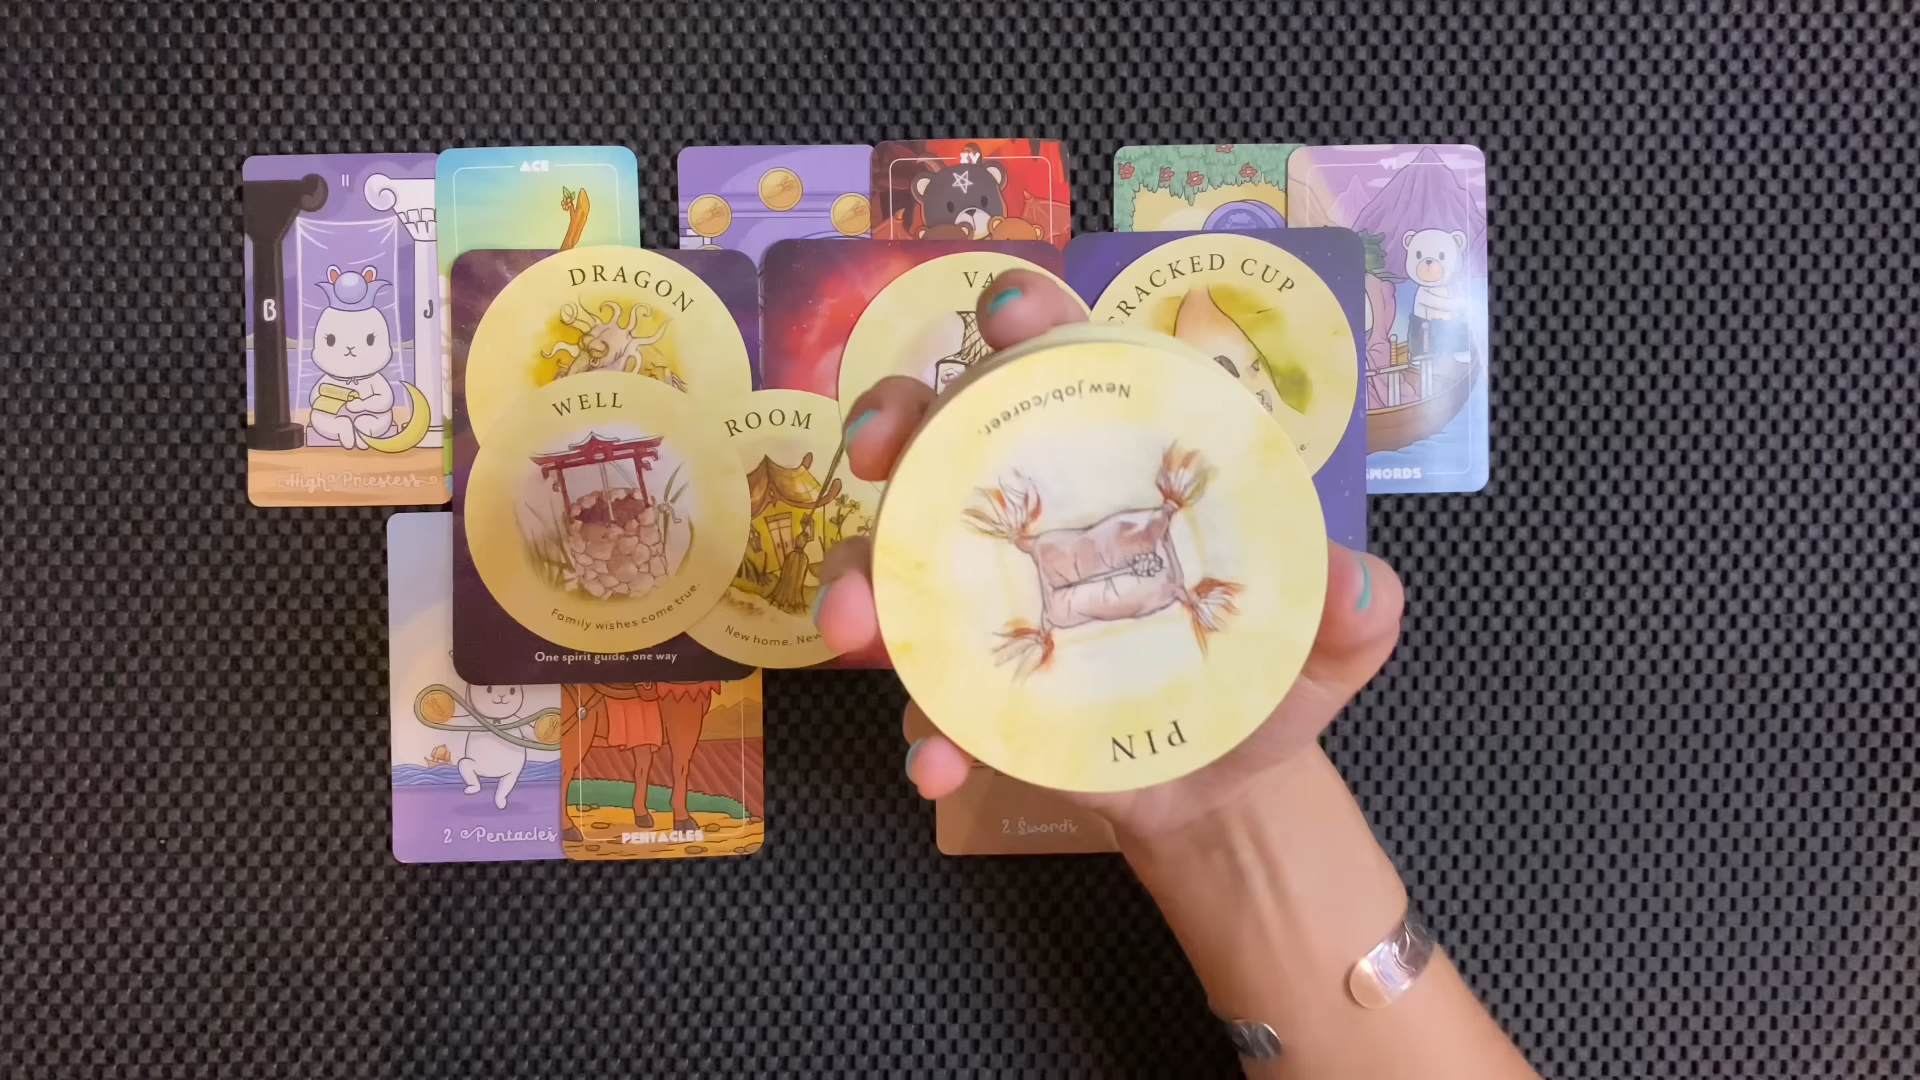 II
B
J
High Priestess
ACE
XV
VI
SWORDS
DRAGON
WELL
Family wishes come true.
One spirit guide, one way
ROOM
New home. New
VA
CRACKED CUP
New job/career.
PIN
2 Pentacles
PENTACLES
2 Swords